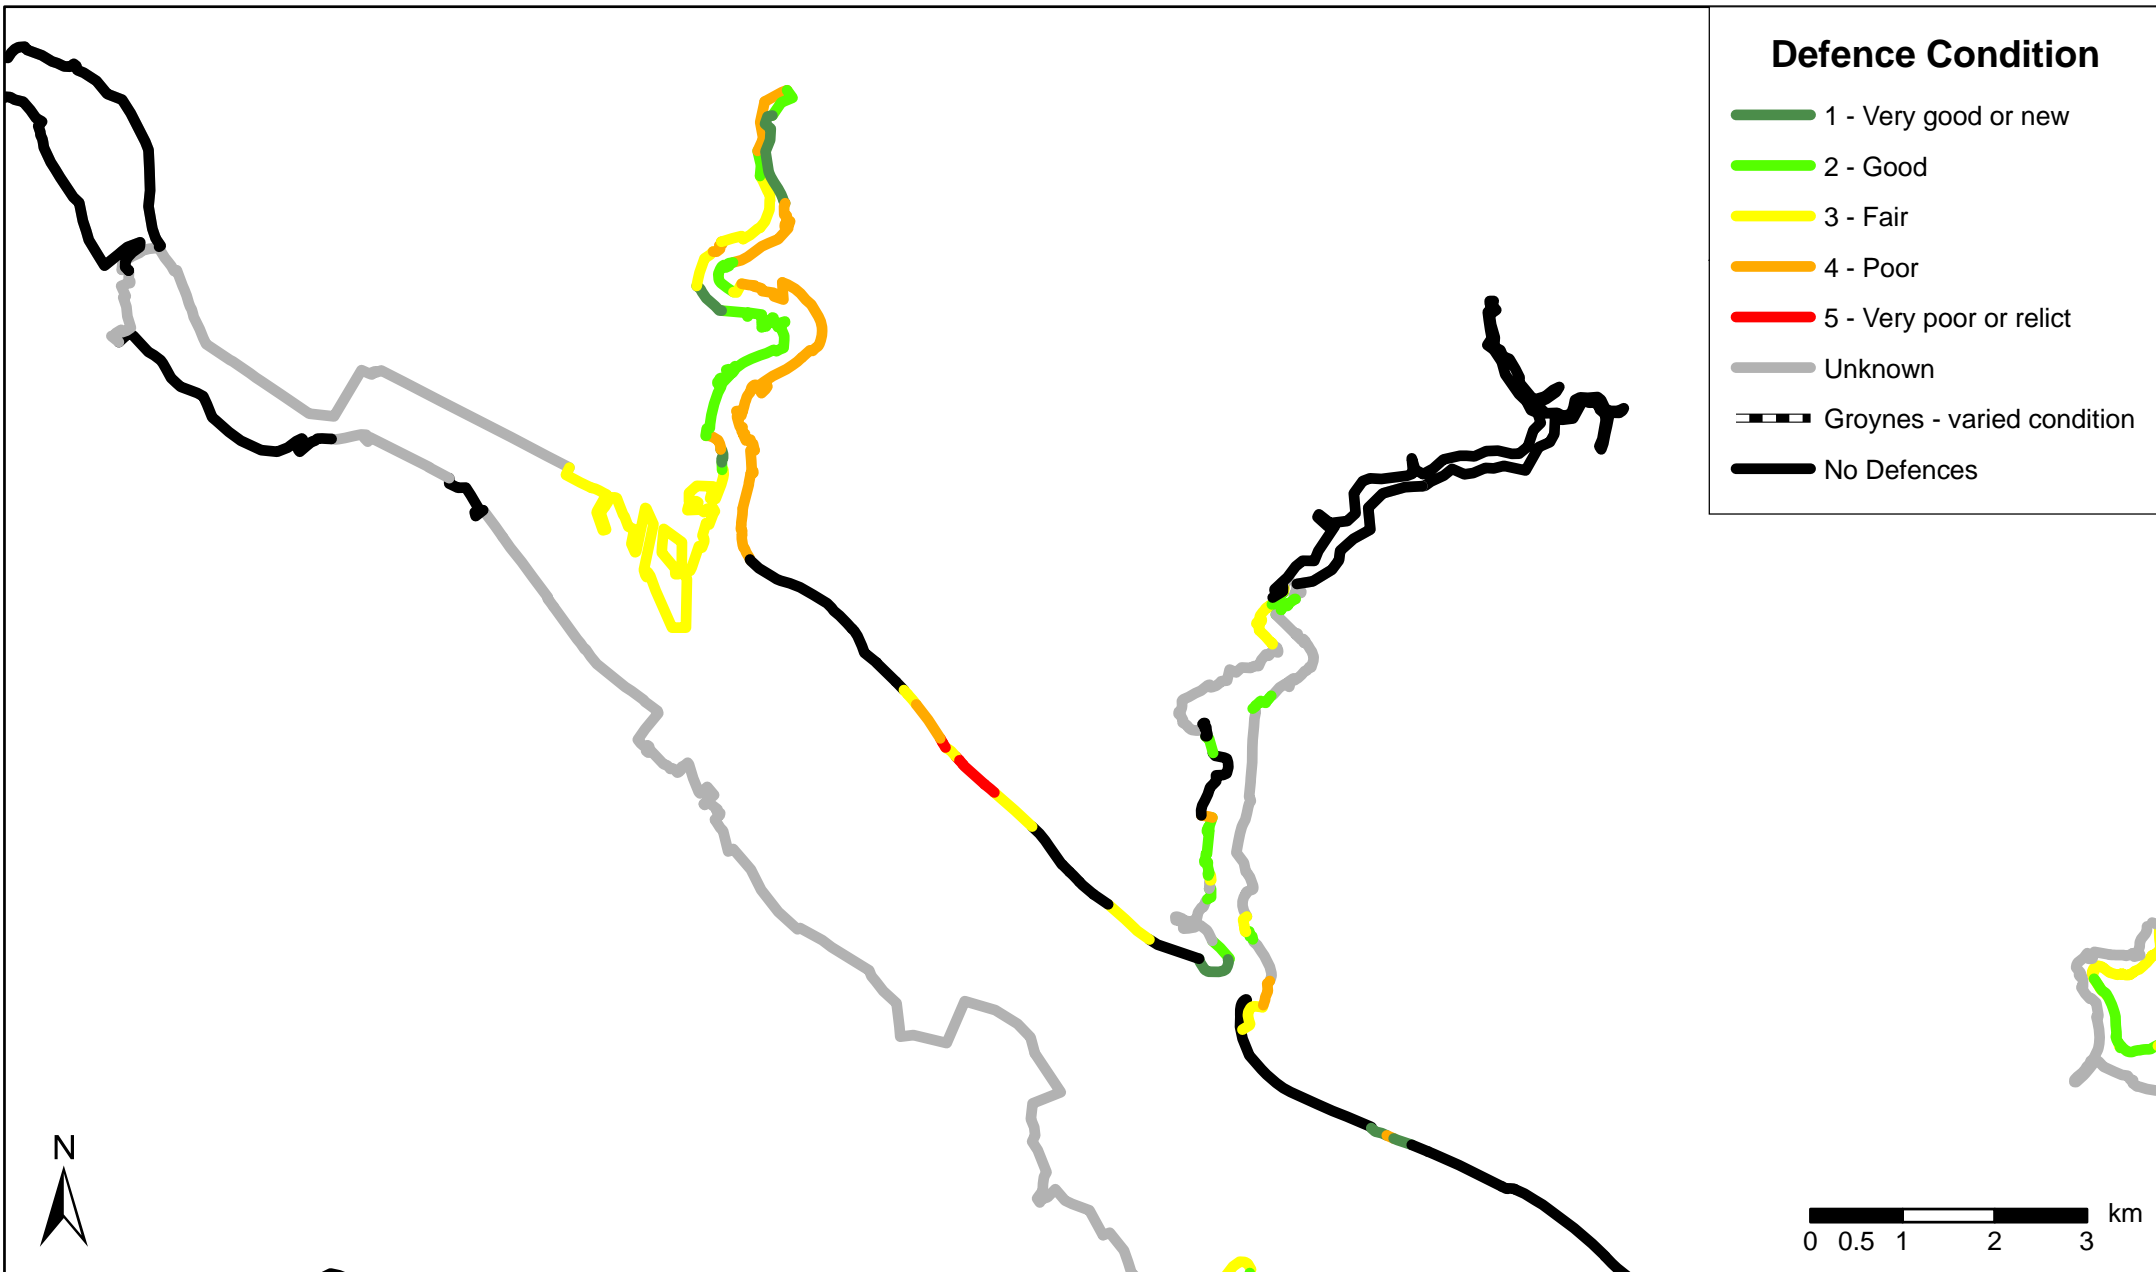 Defence Condition
1 - Very good or new
2 - Good
3 - Fair
4 - Poor
5 - Very poor or relict
Unknown
Groynes - varied condition
No Defences
N
km
0 0.5 1 2 3